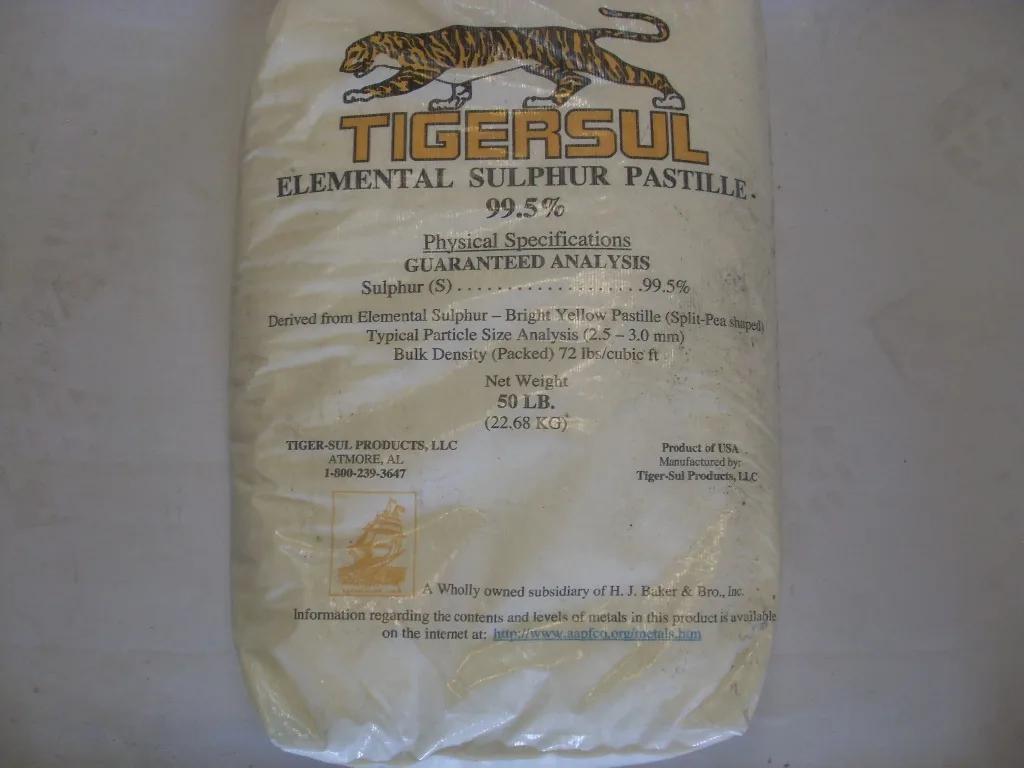 TIGERSUL
ELEMENTAL SULPHUR PASTILLE
99.5%
Physical Specifications
GUARANTEED ANALYSIS
Sulphur (S) . . . . . . . . . . . . . . . . . . .99.5%
Derived from Elemental Sulphur – Bright Yellow Pastille (Split-Pea shaped)
Typical Particle Size Analysis (2.5 – 3.0 mm)
Bulk Density (Packed) 72 lbs/cubic ft
Net Weight
50 LB.
(22.68 KG)
TIGER-SUL PRODUCTS, LLC
ATMORE, AL
1-800-239-3647
Product of USA
Manufactured by:
Tiger-Sul Products, LLC
A Wholly owned subsidiary of H. J. Baker & Bro., Inc.
Information regarding the contents and levels of metals in this product is available
on the internet at: http://www.aapfco.org/metals.htm